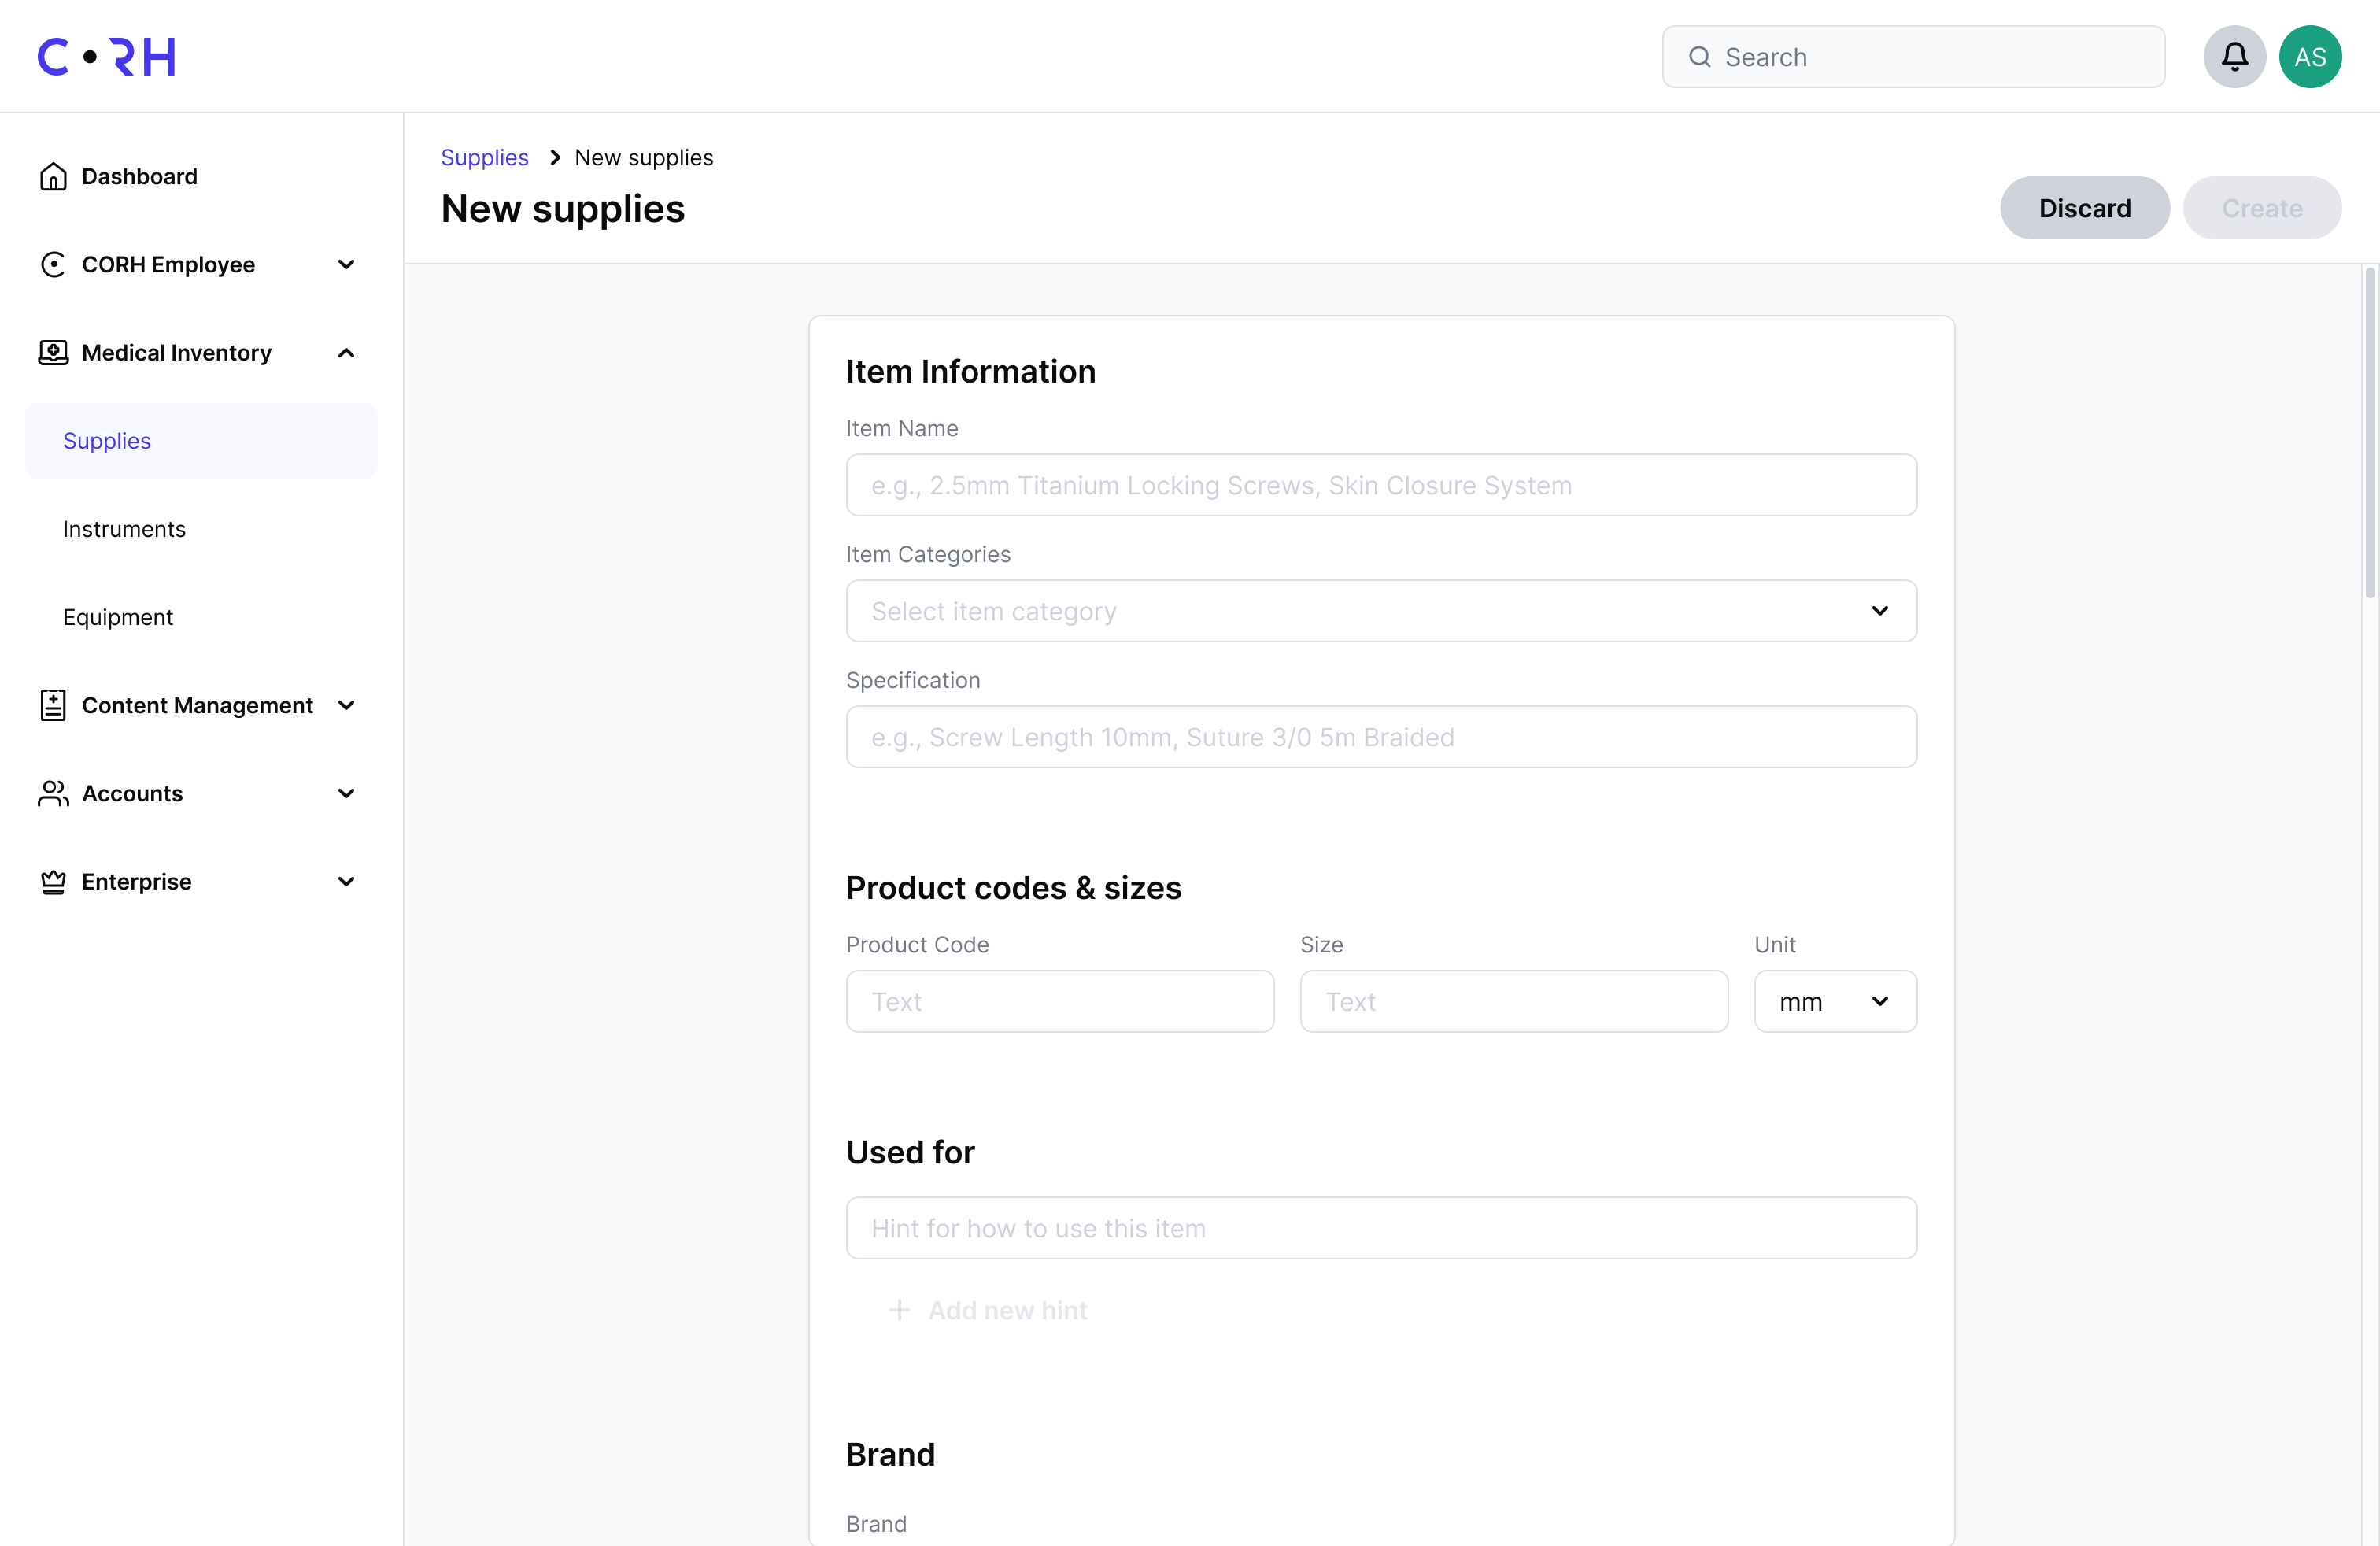 CORH
Search
AS
Dashboard
CORH Employee
Medical Inventory
Supplies
Instruments
Equipment
Content Management
Accounts
Enterprise
Supplies > New supplies
New supplies
Discard
Create
Item Information
Item Name
e.g., 2.5mm Titanium Locking Screws, Skin Closure System
Item Categories
Select item category
Specification
e.g., Screw Length 10mm, Suture 3/0 5m Braided
Product codes & sizes
Product Code Size Unit
Text Text mm
Used for
Hint for how to use this item
+ Add new hint
Brand
Brand